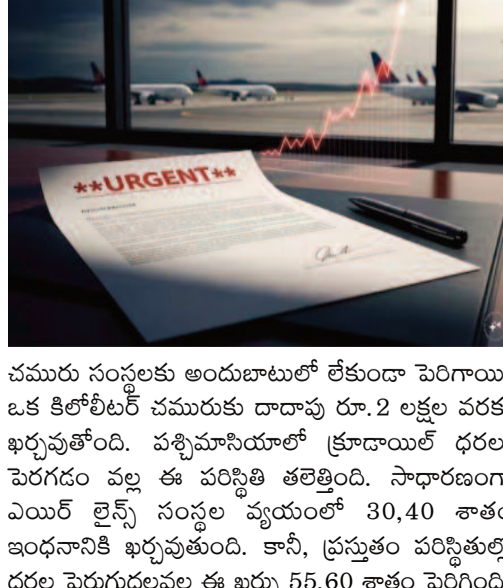 **URGENT**
చమురు సంస్థలకు అందుబాటులో లేకుండా పెరిగాయి
ఒక కిలోలీటర్ చమురుకు దాదాపు రూ.2 లక్షల వరక
ఖర్చవుతోంది. పశ్చిమాసియాలో క్రూడాయిల్ ధరల
పెరగడం వల్ల ఈ పరిస్థితి తలెత్తింది. సాధారణంగ
ఎయిర్ లైన్స్ సంస్థల వ్యయంలో 30,40 శాతం
ఇంధనానికి ఖర్చవుతుంది. కానీ, ప్రస్తుతం పరిస్థితుల్ల
ధరల పెరుగుదలవల్ల ఈ ఖర్చు 55,60 శాతం పెరిగింది